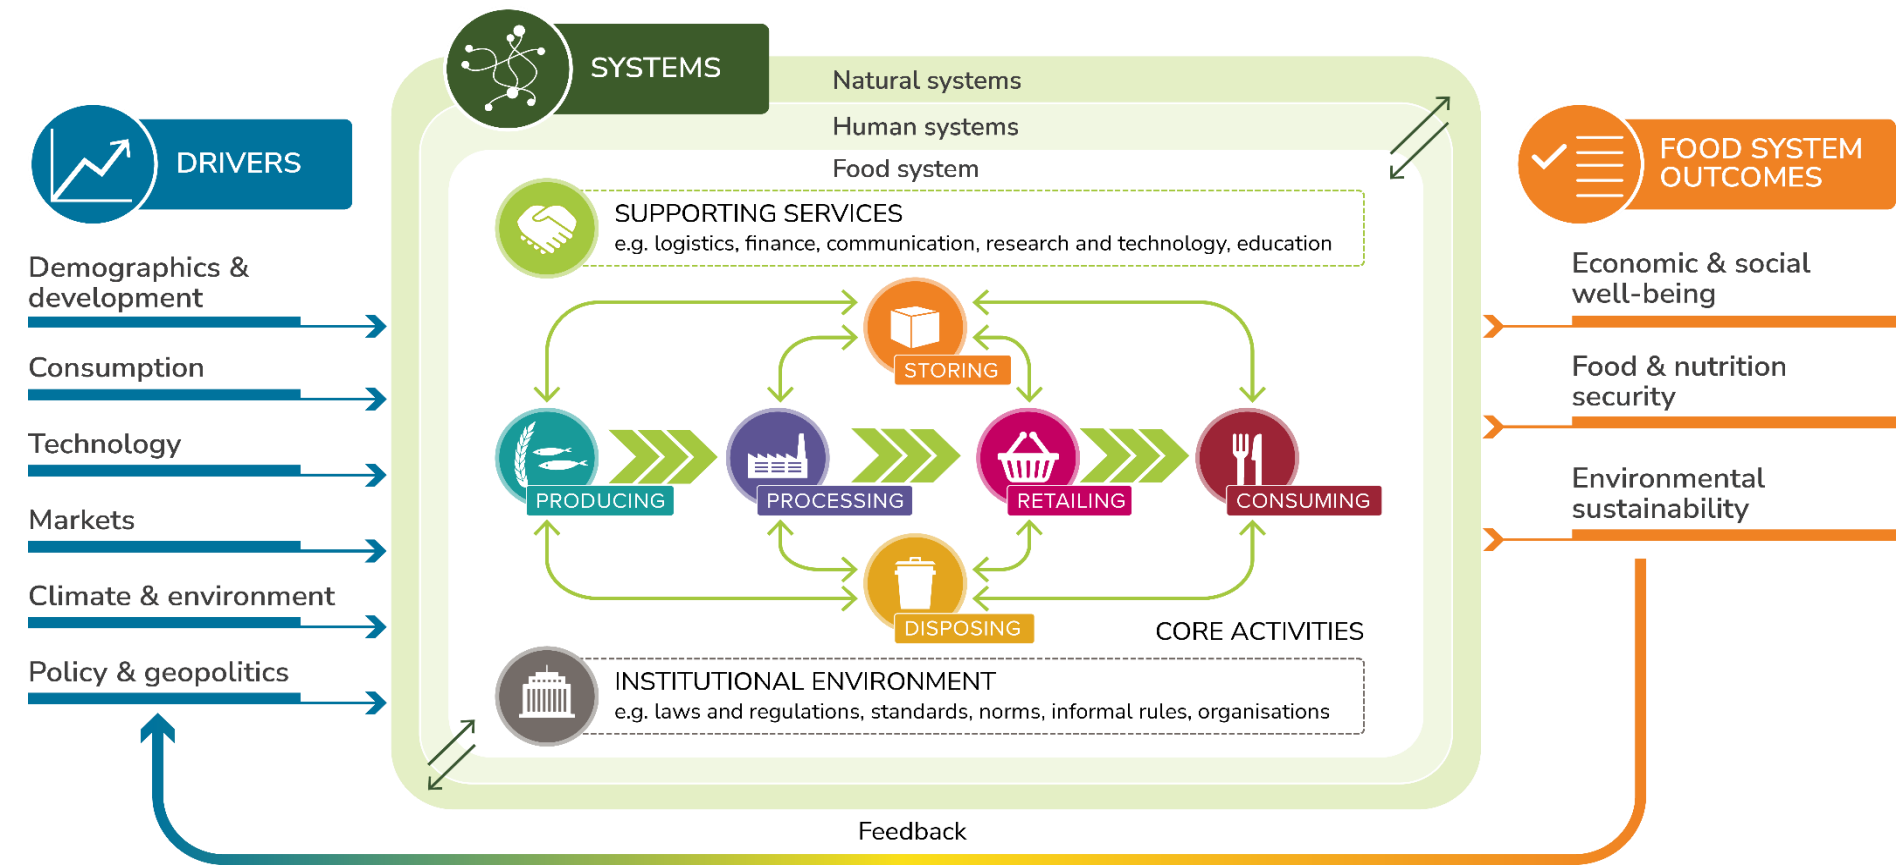 SYSTEMS
Natural systems
Human systems
Food system
DRIVERS
Demographics &
development
Consumption
Technology
Markets
Climate & environment
Policy & geopolitics
SUPPORTING SERVICES
e.g. logistics, finance, communication, research and technology, education
STORING
PRODUCING
PROCESSING
RETAILING
CONSUMING
DISPOSING
CORE ACTIVITIES
INSTITUTIONAL ENVIRONMENT
e.g. laws and regulations, standards, norms, informal rules, organisations
FOOD SYSTEM
OUTCOMES
Economic & social
well-being
Food & nutrition
security
Environmental
sustainability
Feedback